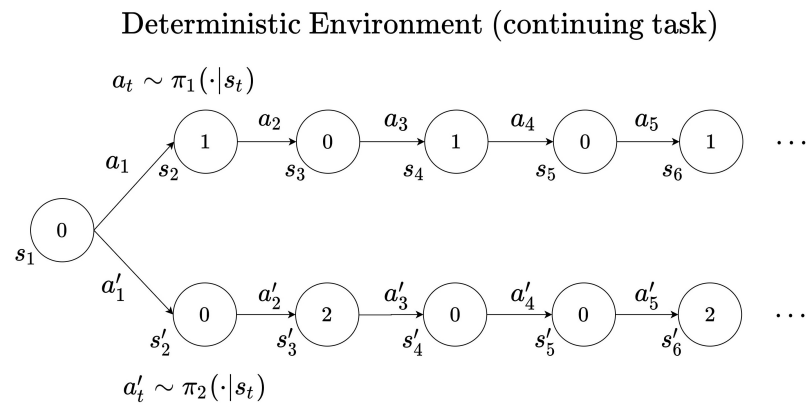 Deterministic Environment (continuing task)
a_t ∼ π_1(·|s_t)
a_1 a_2 a_3 a_4 a_5
1 0 1 0 1 ···
s_2 s_3 s_4 s_5 s_6
0
s_1
a'_1 a'_2 a'_3 a'_4 a'_5
0 2 0 0 2 ···
s'_2 s'_3 s'_4 s'_5 s'_6
a'_t ∼ π_2(·|s_t)